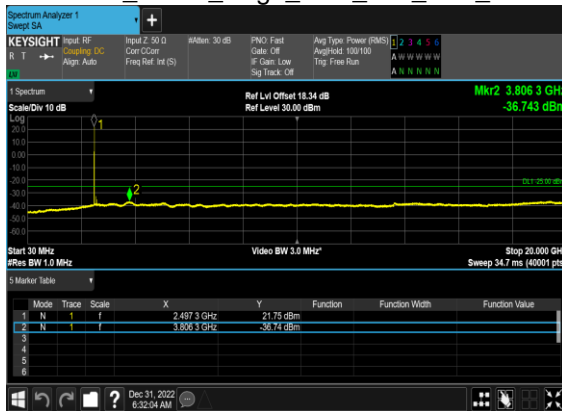 Spectrum Analyzer 1
Swept SA
+
KEYSIGHT Input: RF Input Z: 50 Ω #Atten: 30 dB PNO: Fast Avg Type: Power (RMS) 1 2 3 4 5 6
R T Coupling: DC Corr CCorr Gate: Off Avg|Hold: 100/100 A W W W W W
Align: Auto Freq Ref: Int (S) IF Gain: Low Trig: Free Run
Sig Track: Off A N N N N N
1 Spectrum Ref Lvl Offset 18.34 dB Mkr2 3.806 3 GHz
Scale/Div 10 dB Ref Level 30.00 dBm -36.743 dBm
Log
20.0
10.0
0.00
-10.0
-20.0
-30.0
-40.0
-50.0
-60.0
1
2
Start 30 MHz Video BW 3.0 MHz* Stop 20.000 GH
#Res BW 1.0 MHz Sweep 34.7 ms (40001 pts
5 Marker Table
Mode Trace Scale X Y Function Function Width Function Value
1 N 1 f 2.497 3 GHz 21.75 dBm
2 N 1 f 3.806 3 GHz -36.74 dBm
3
4
5
6
? Dec 31, 2022
6:32:04 AM